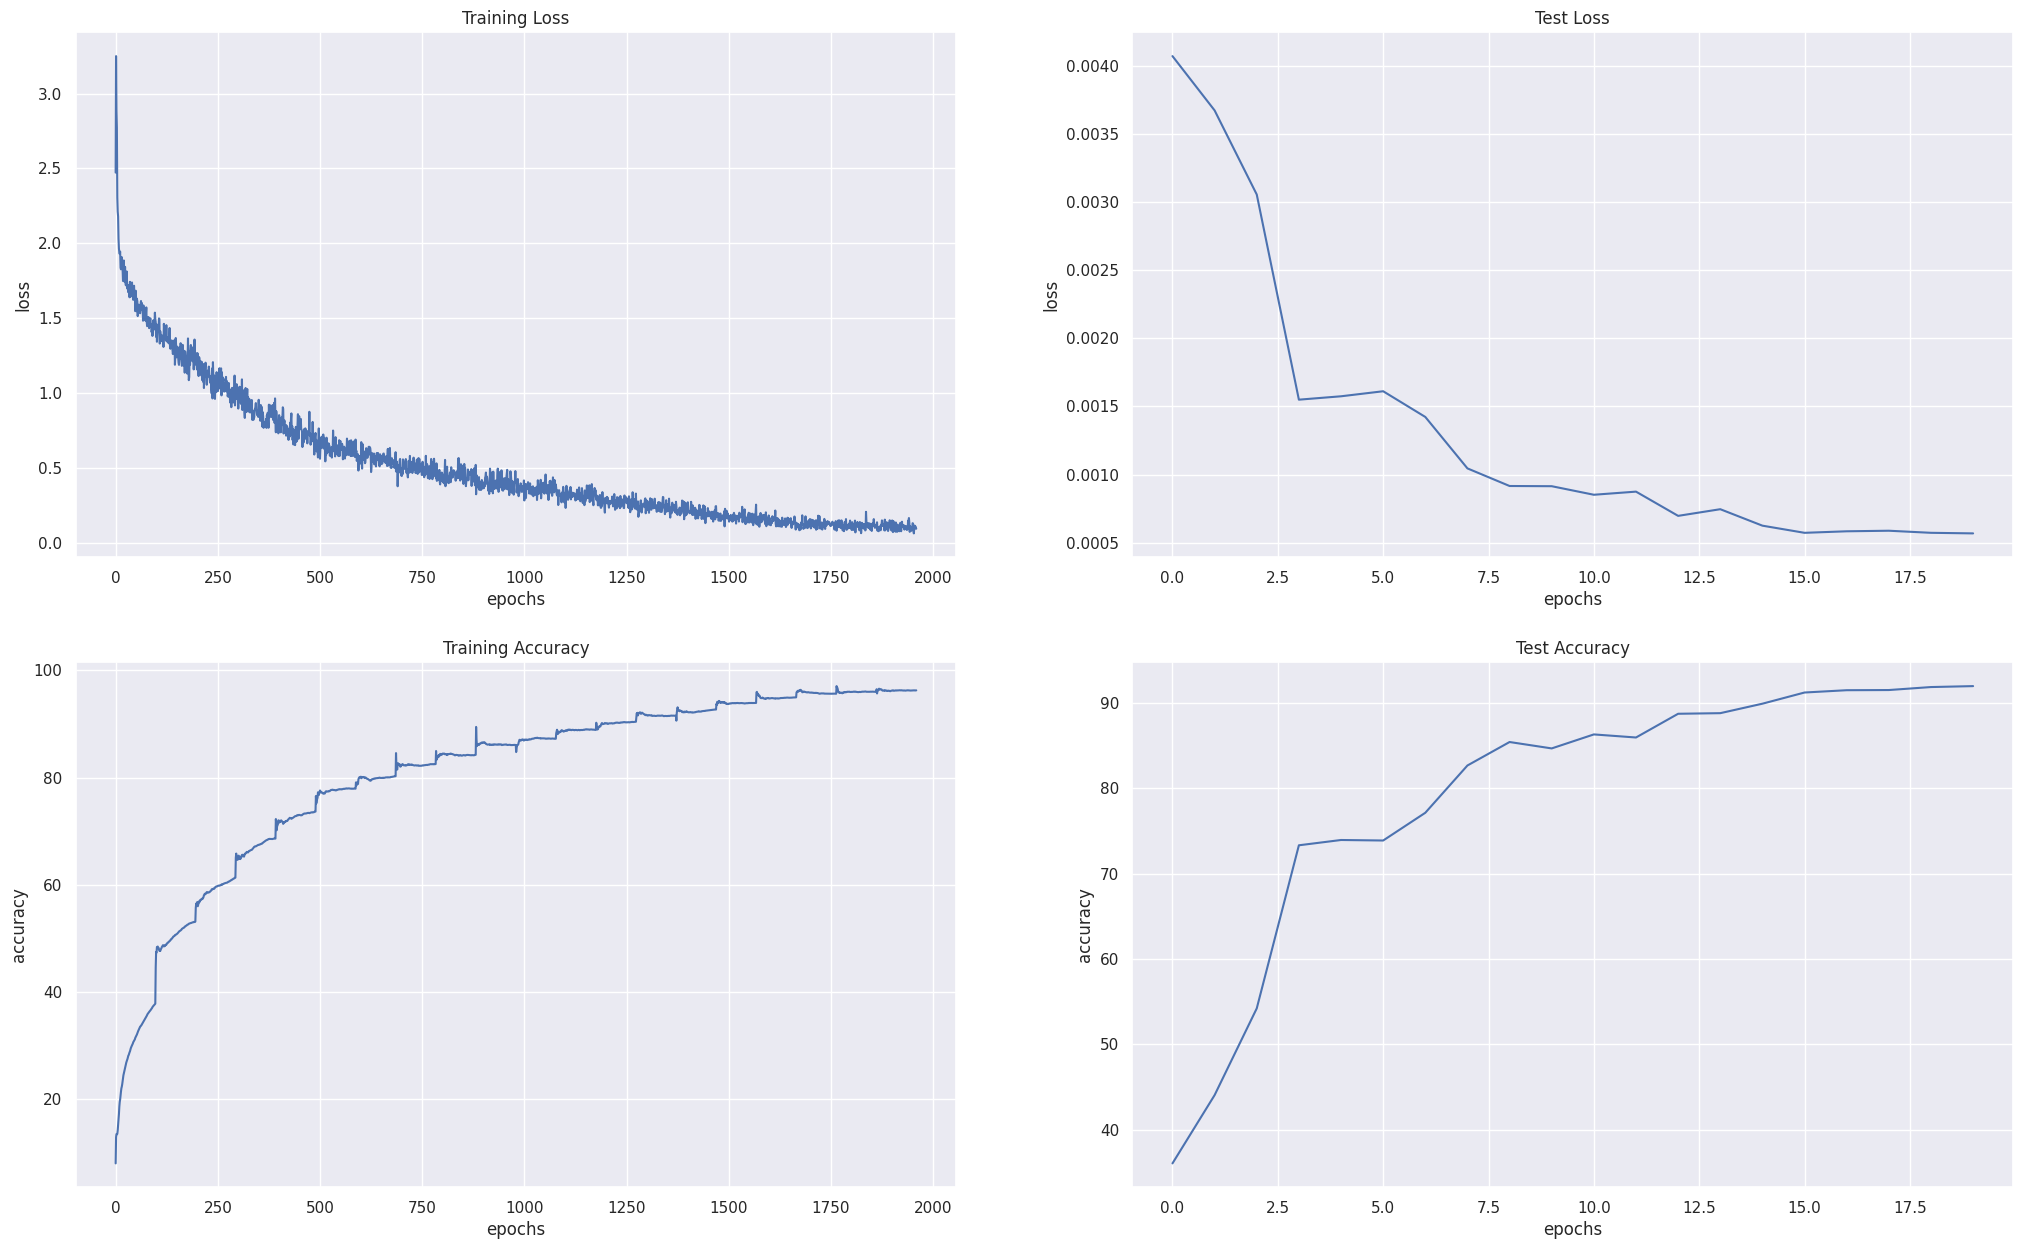 Training Loss
3.0
2.5
2.0
1.5
1.0
0.5
0.0
loss
0 250 500 750 1000 1250 1500 1750 2000
epochs
Test Loss
0.0040
0.0035
0.0030
0.0025
0.0020
0.0015
0.0010
0.0005
loss
0.0 2.5 5.0 7.5 10.0 12.5 15.0 17.5
epochs
Training Accuracy
100
80
60
40
20
accuracy
0 250 500 750 1000 1250 1500 1750 2000
epochs
Test Accuracy
90
80
70
60
50
40
accuracy
0.0 2.5 5.0 7.5 10.0 12.5 15.0 17.5
epochs